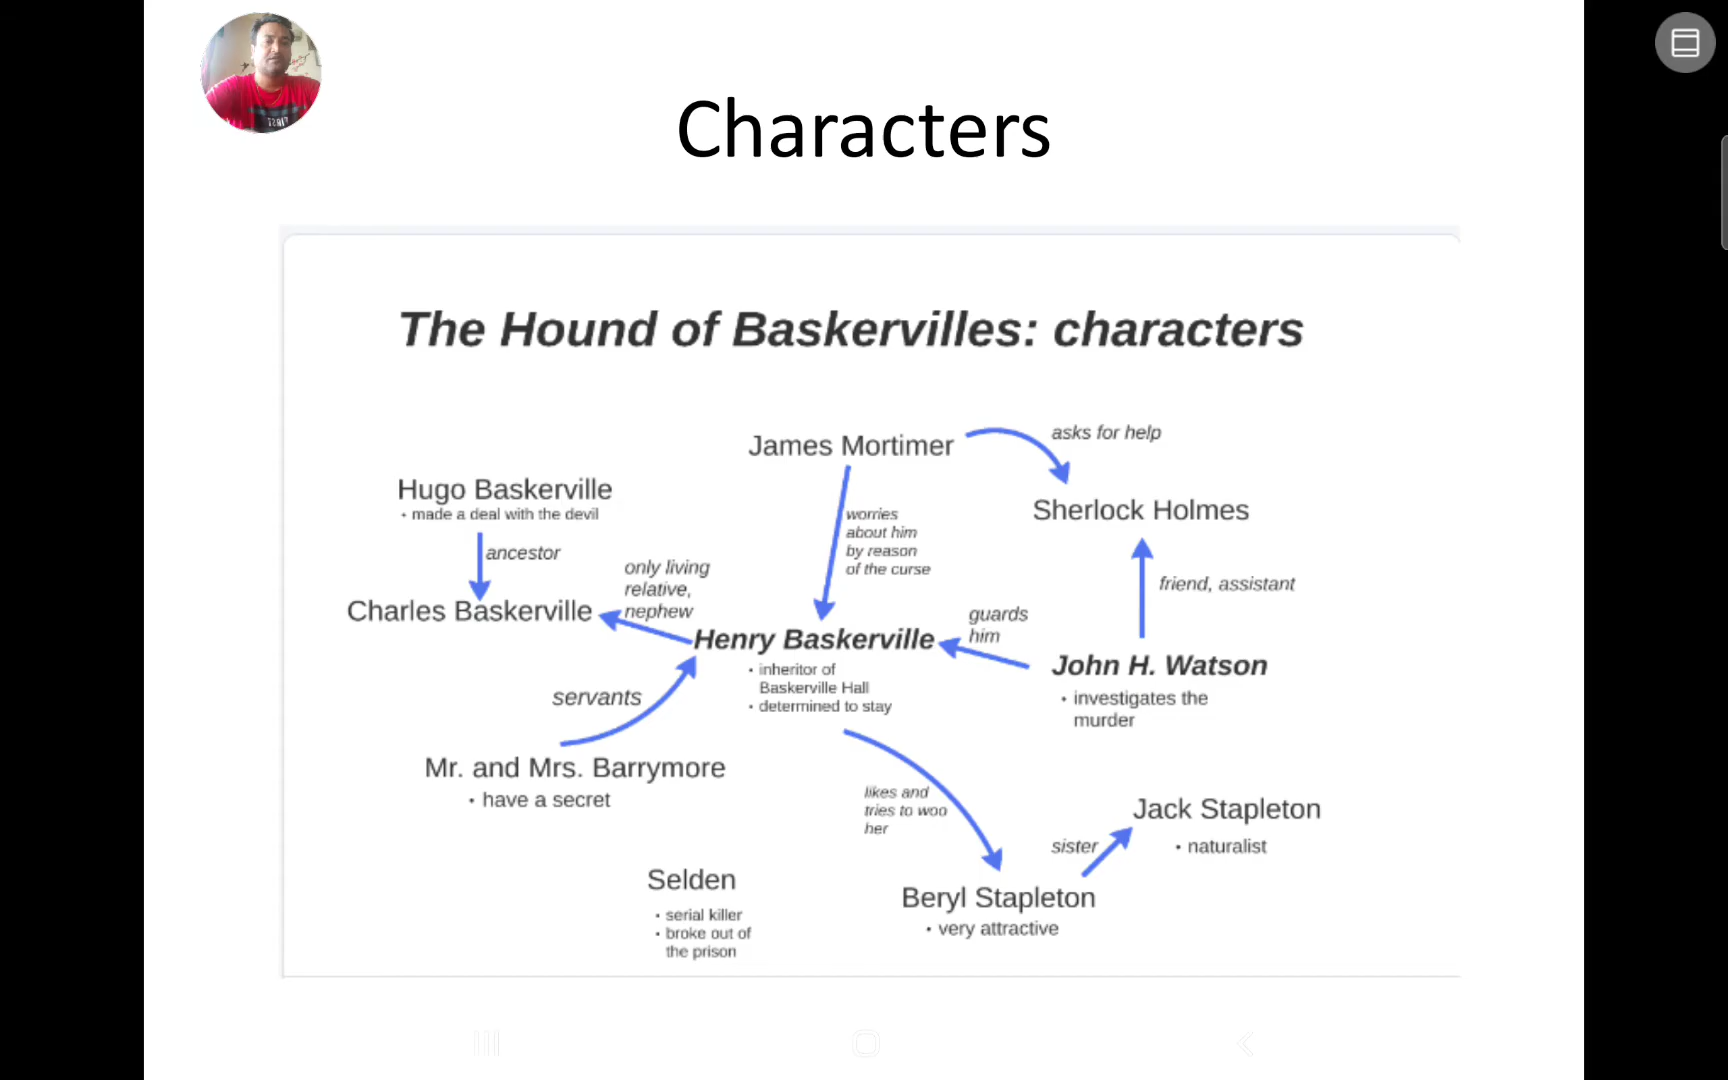 Characters
The Hound of Baskervilles: characters
James Mortimer
asks for help
Hugo Baskerville
• made a deal with the devil
Sherlock Holmes
worries
about him
by reason
of the curse
ancestor
only living
relative,
nephew
friend, assistant
Charles Baskerville
guards
him
Henry Baskerville
• inheritor of
Baskerville Hall
• determined to stay
John H. Watson
• investigates the
murder
servants
Mr. and Mrs. Barrymore
• have a secret
likes and
tries to woo
her
Jack Stapleton
• naturalist
sister
Selden
• serial killer
• broke out of
the prison
Beryl Stapleton
• very attractive